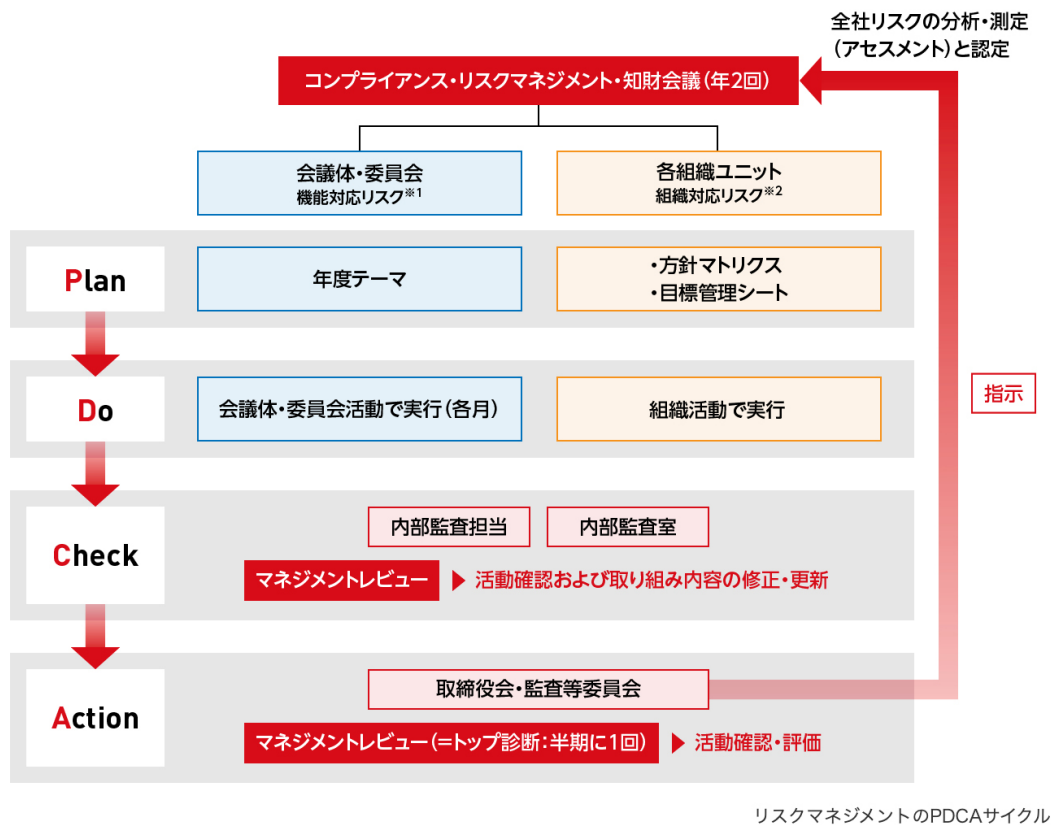 全社リスクの分析・測定
（アセスメント）と認定
コンプライアンス・リスクマネジメント・知財会議（年2回）
会議体・委員会
機能対応リスク※1
各組織ユニット
組織対応リスク※2
Plan
年度テーマ
・方針マトリクス
・目標管理シート
指示
Do
会議体・委員会活動で実行（各月）
組織活動で実行
Check
内部監査担当
内部監査室
マネジメントレビュー
活動確認および取り組み内容の修正・更新
Action
取締役会・監査等委員会
マネジメントレビュー（＝トップ診断：半期に1回）
活動確認・評価
リスクマネジメントのPDCAサイクル